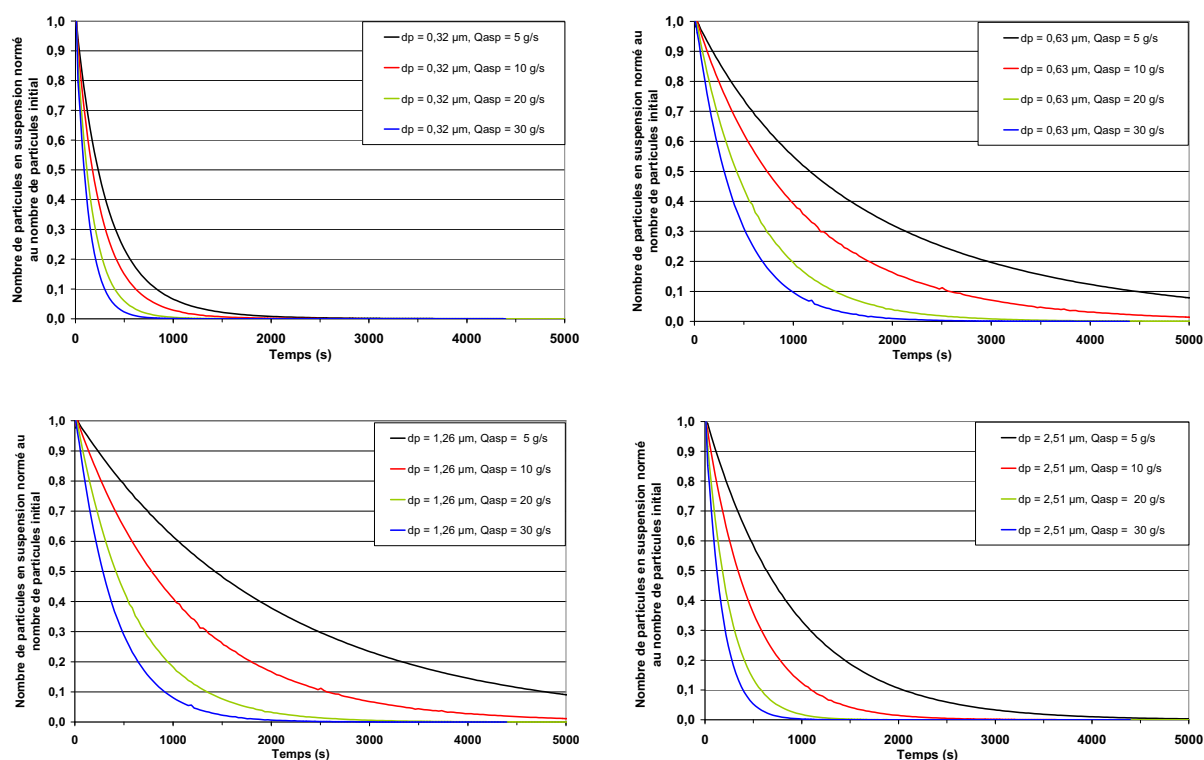 Nombre de particules en suspension normé
au nombre de particules initial
1,0
0,9
0,8
0,7
0,6
0,5
0,4
0,3
0,2
0,1
0,0
dp = 0,32 µm, Qasp = 5 g/s
dp = 0,32 µm, Qasp = 10 g/s
dp = 0,32 µm, Qasp = 20 g/s
dp = 0,32 µm, Qasp = 30 g/s
0 1000 2000 3000 4000 5000
Temps (s)
Nombre de particules en suspension normé au
nombre de particules initial
1,0
0,9
0,8
0,7
0,6
0,5
0,4
0,3
0,2
0,1
0,0
dp = 0,63 µm, Qasp = 5 g/s
dp = 0,63 µm, Qasp = 10 g/s
dp = 0,63 µm, Qasp = 20 g/s
dp = 0,63 µm, Qasp = 30 g/s
0 1000 2000 3000 4000 5000
Temps (s)
Nombre de particules en suspension normé au
nombre de particules initial
1,0
0,9
0,8
0,7
0,6
0,5
0,4
0,3
0,2
0,1
0,0
dp = 1,26 µm, Qasp = 5 g/s
dp = 1,26 µm, Qasp = 10 g/s
dp = 1,26 µm, Qasp = 20 g/s
dp = 1,26 µm, Qasp = 30 g/s
0 1000 2000 3000 4000 5000
Temps (s)
Nombre de particules en suspension normé
au nombre de particules initial
1,0
0,9
0,8
0,7
0,6
0,5
0,4
0,3
0,2
0,1
0,0
dp = 2,51 µm, Qasp = 5 g/s
dp = 2,51 µm, Qasp = 10 g/s
dp = 2,51 µm, Qasp = 20 g/s
dp = 2,51 µm, Qasp = 30 g/s
0 1000 2000 3000 4000 5000
Temps (s)